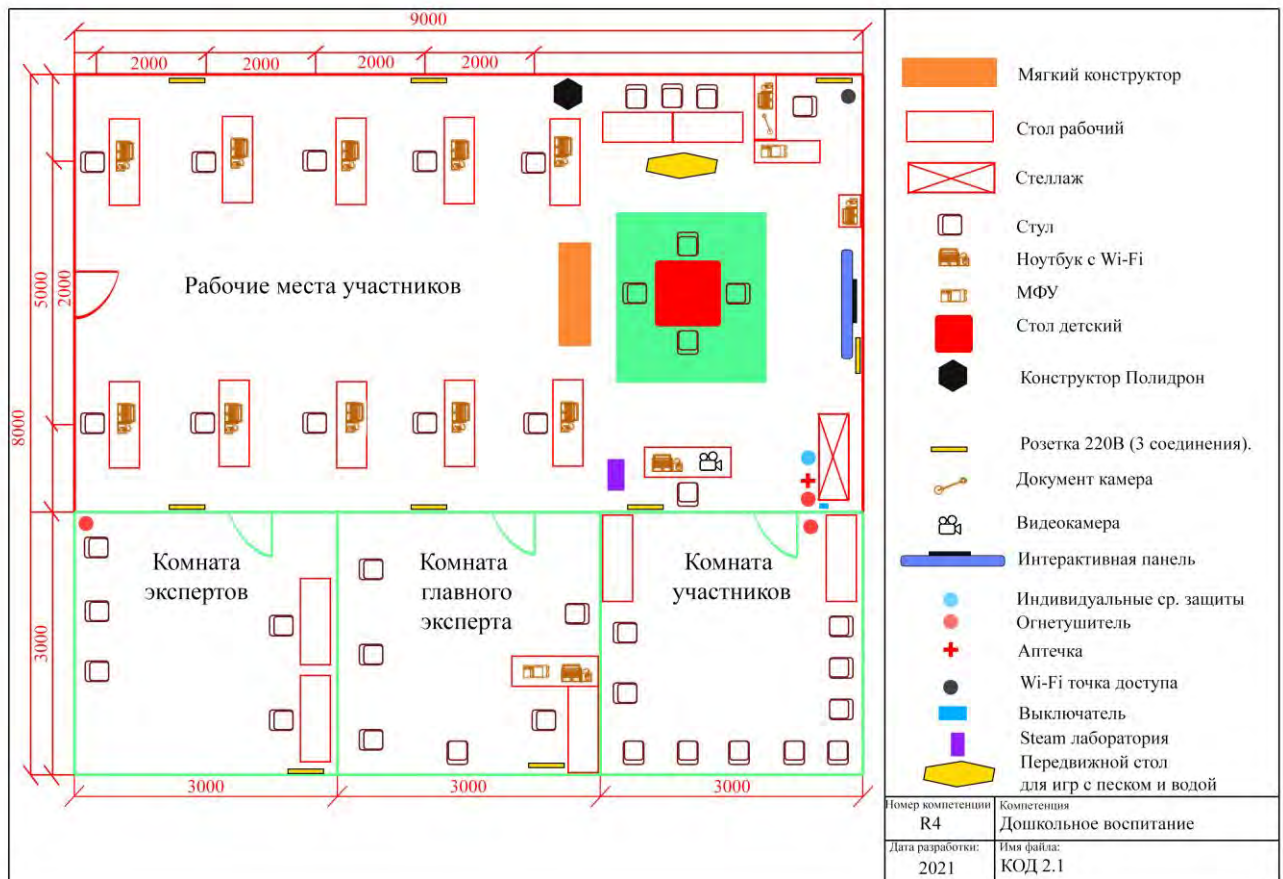 9000
2000
2000
2000
2000
8000
5000
2000
3000
Рабочие места участников
Комната
экспертов
Комната
главного
эксперта
Комната
участников
3000
3000
3000
Мягкий конструктор
Стол рабочий
Стеллаж
Стул
Ноутбук с Wi-Fi
МФУ
Стол детский
Конструктор Полидрон
Розетка 220В (3 соединения).
Документ камера
Видеокамера
Интерактивная панель
Индивидуальные ср. защиты
Огнетушитель
Аптечка
Wi-Fi точка доступа
Выключатель
Steam лаборатория
Передвижной стол
для игр с песком и водой
Номер компетенции
R4
Компетенция
Дошкольное воспитание
Дата разработки:
2021
Имя файла:
КОД 2.1